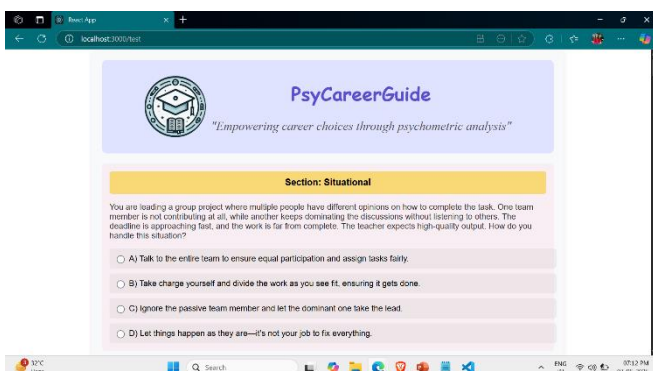 React App
localhost:3000/test
PsyCareerGuide
"Empowering career choices through psychometric analysis"
Section: Situational
You are leading a group project where multiple people have different opinions on how to complete the task. One team
member is not contributing at all, while another keeps dominating the discussions without listening to others. The
deadline is approaching fast, and the work is far from complete. The teacher expects high-quality output. How do you
handle this situation?
A) Talk to the entire team to ensure equal participation and assign tasks fairly.
B) Take charge yourself and divide the work as you see fit, ensuring it gets done.
C) Ignore the passive team member and let the dominant one take the lead.
D) Let things happen as they are—it's not your job to fix everything.
32°C
Search
ENG
07:12 PM